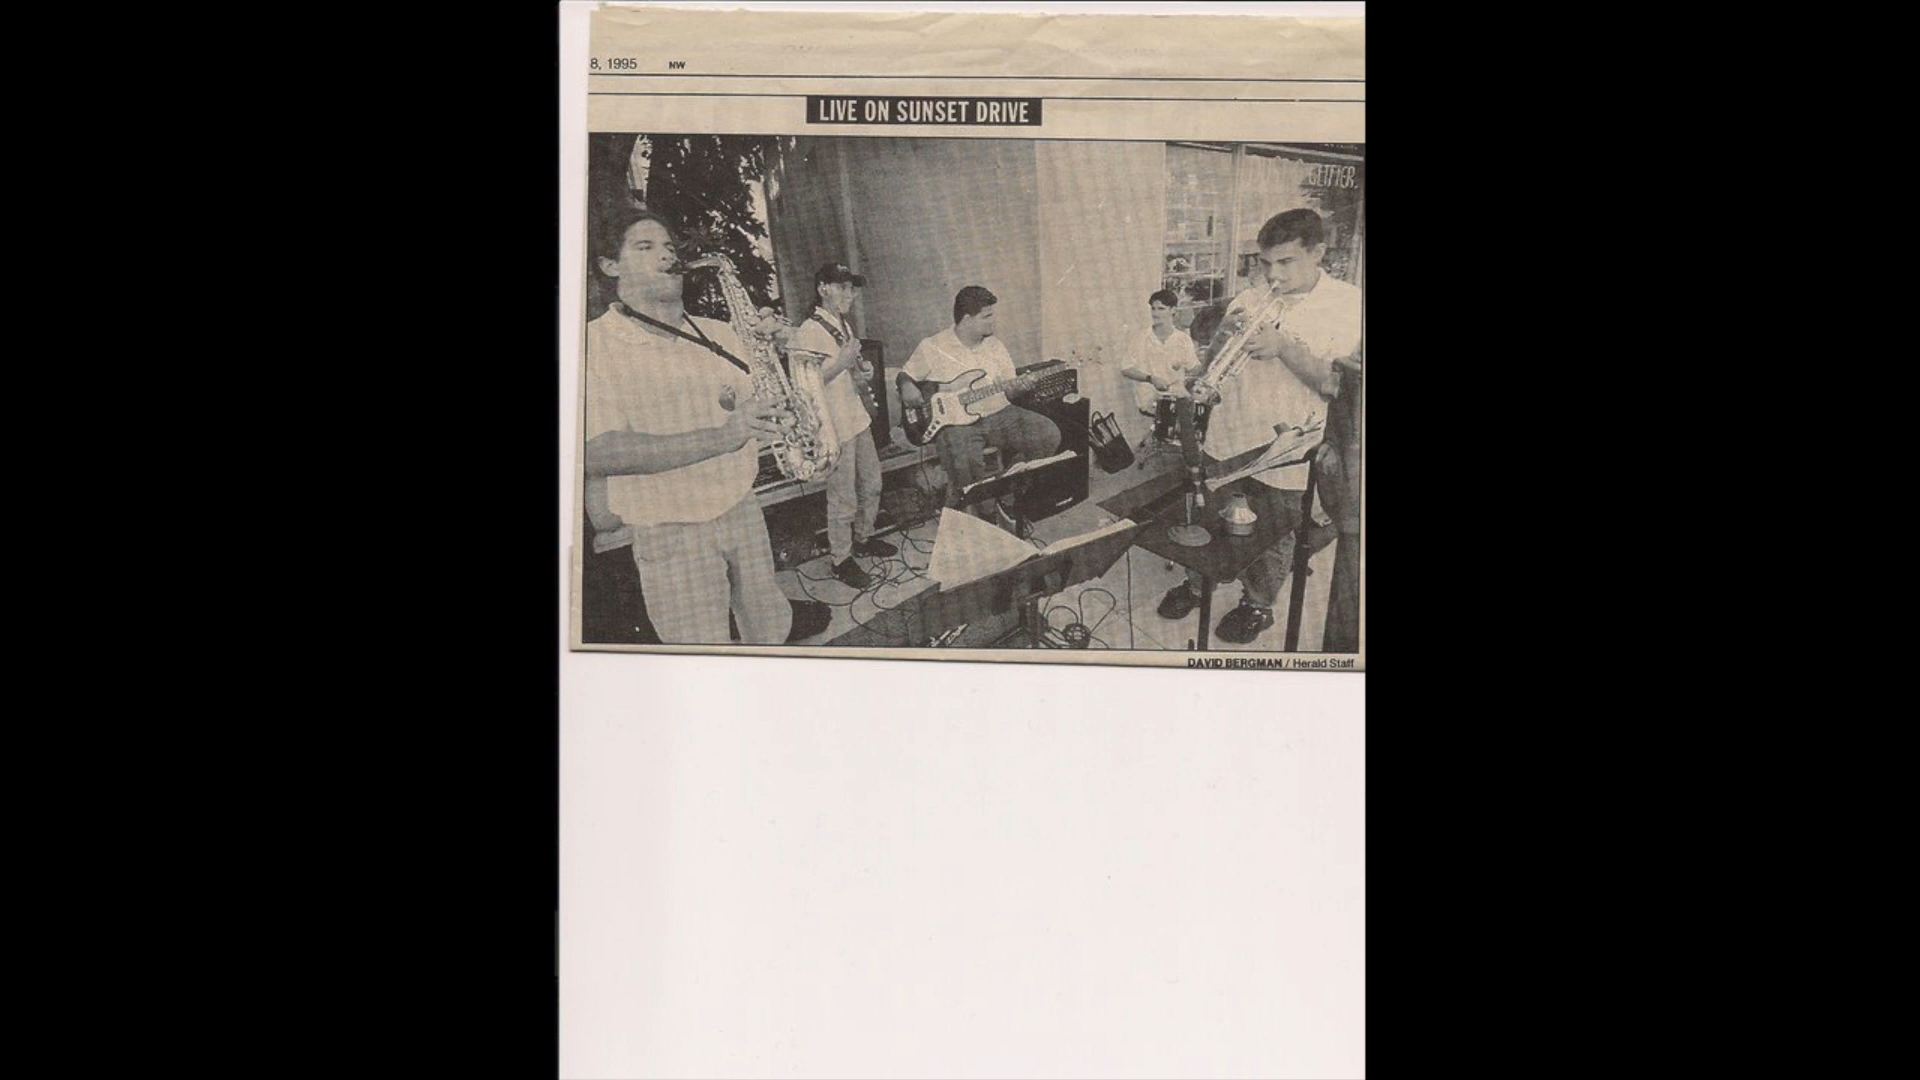 8, 1995 NW
LIVE ON SUNSET DRIVE
DAVID BERGMAN / Herald Staff